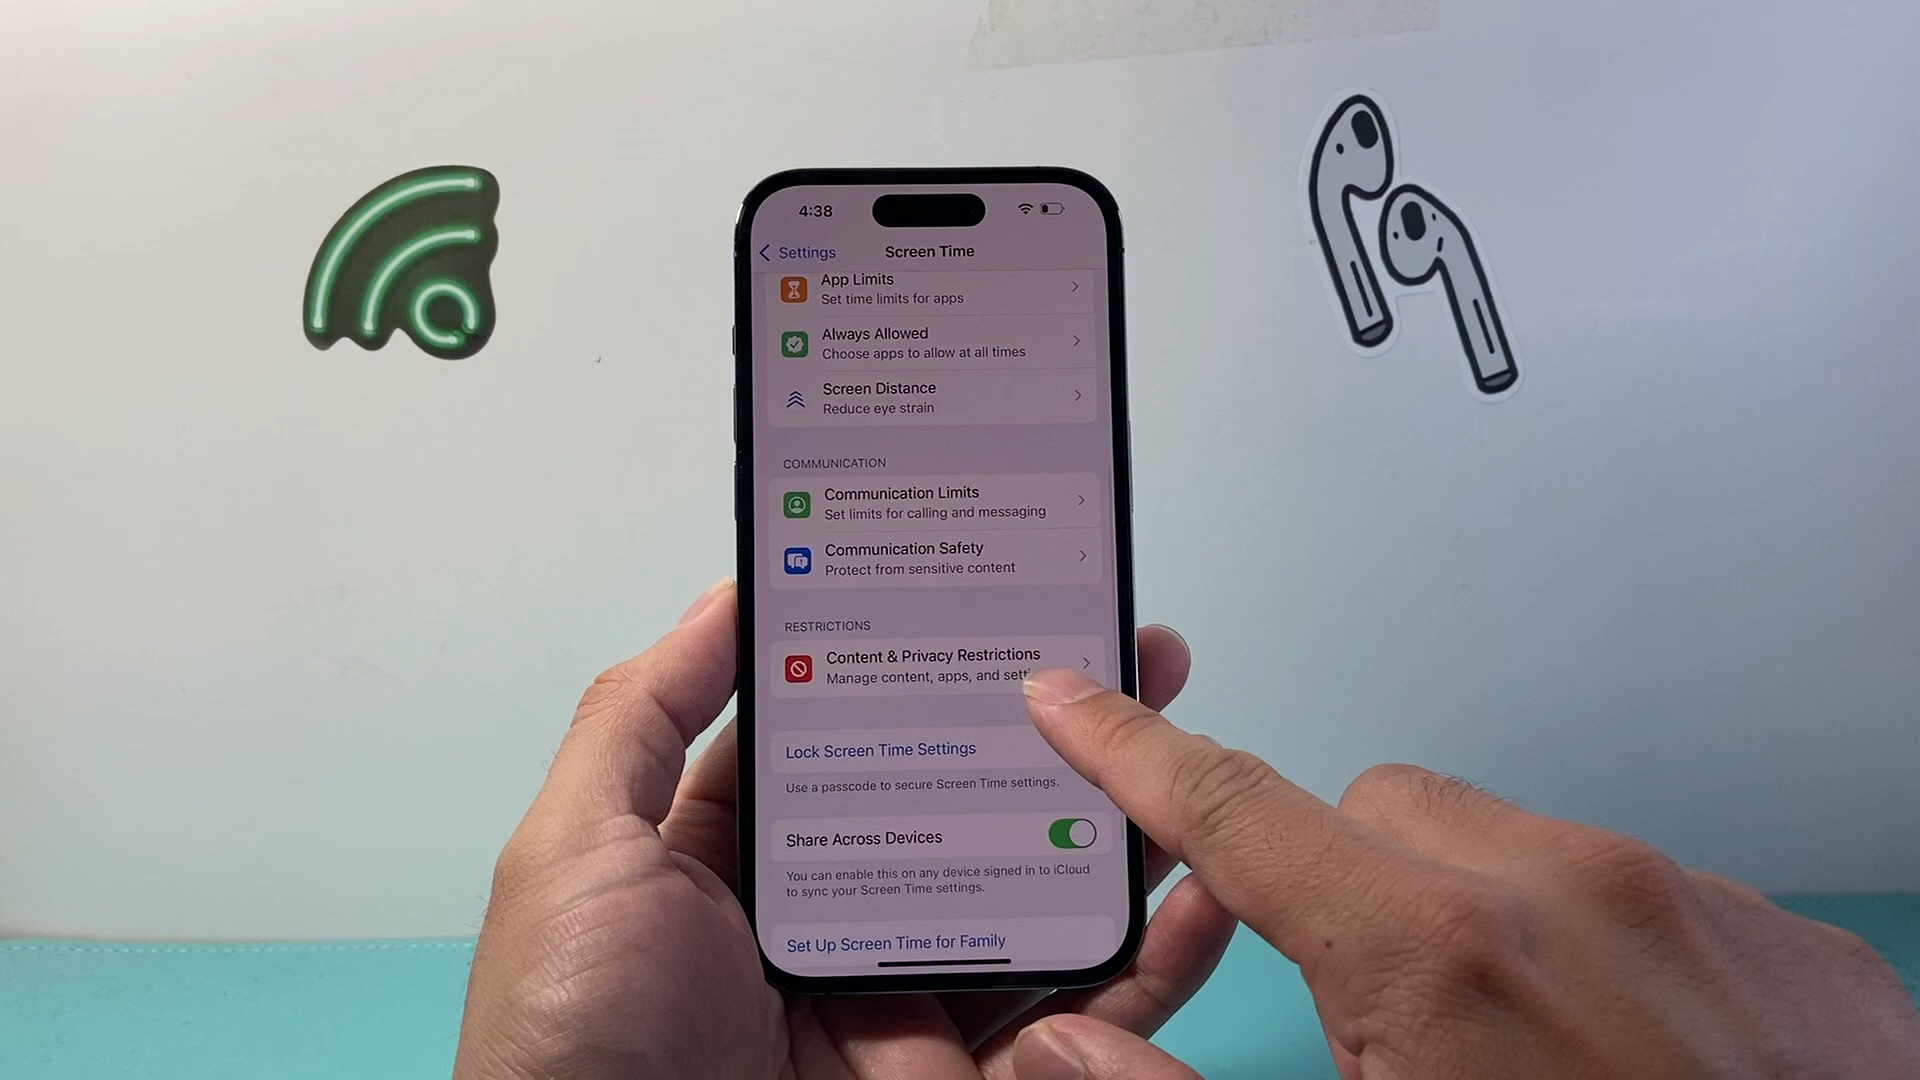 4:38
Settings
Screen Time
App Limits
Set time limits for apps
Always Allowed
Choose apps to allow at all times
Screen Distance
Reduce eye strain
COMMUNICATION
Communication Limits
Set limits for calling and messaging
Communication Safety
Protect from sensitive content
RESTRICTIONS
Content & Privacy Restrictions
Manage content, apps, and
Lock Screen Time Settings
Use a passcode to secure Screen Time settings.
Share Across Devices
You can enable this on any device signed in to iCloud
to sync your Screen Time settings.
Set Up Screen Time for Family